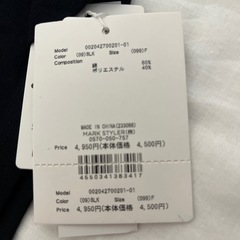 Model 002042700201-01
Color (09)BLK Size (099)F
Composition 綿 60%
ポリエステル 40%
MADE IN CHINA(233066)
MARK STYLER(株)
0570-050-757
Price 4,950円(本体価格 4,500円)
4550341383417
002042700201-01
Model
Color (09)BLK Size (099)F
Price 4,950円(本体価格 4,500円)